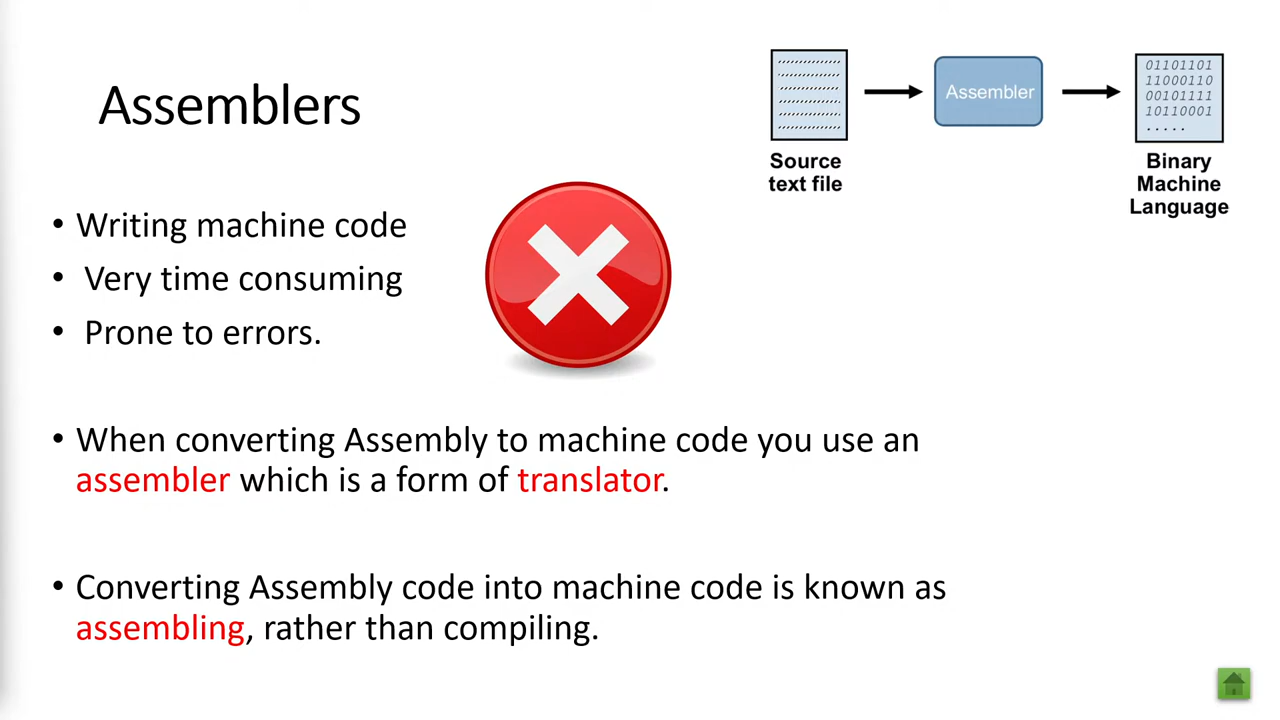 Assemblers
• Writing machine code
• Very time consuming
• Prone to errors.
• When converting Assembly to machine code you use an
assembler which is a form of translator.
• Converting Assembly code into machine code is known as
assembling, rather than compiling.
Source
text file
Assembler
01101101
11000110
00101111
10110001
.....
Binary
Machine
Language